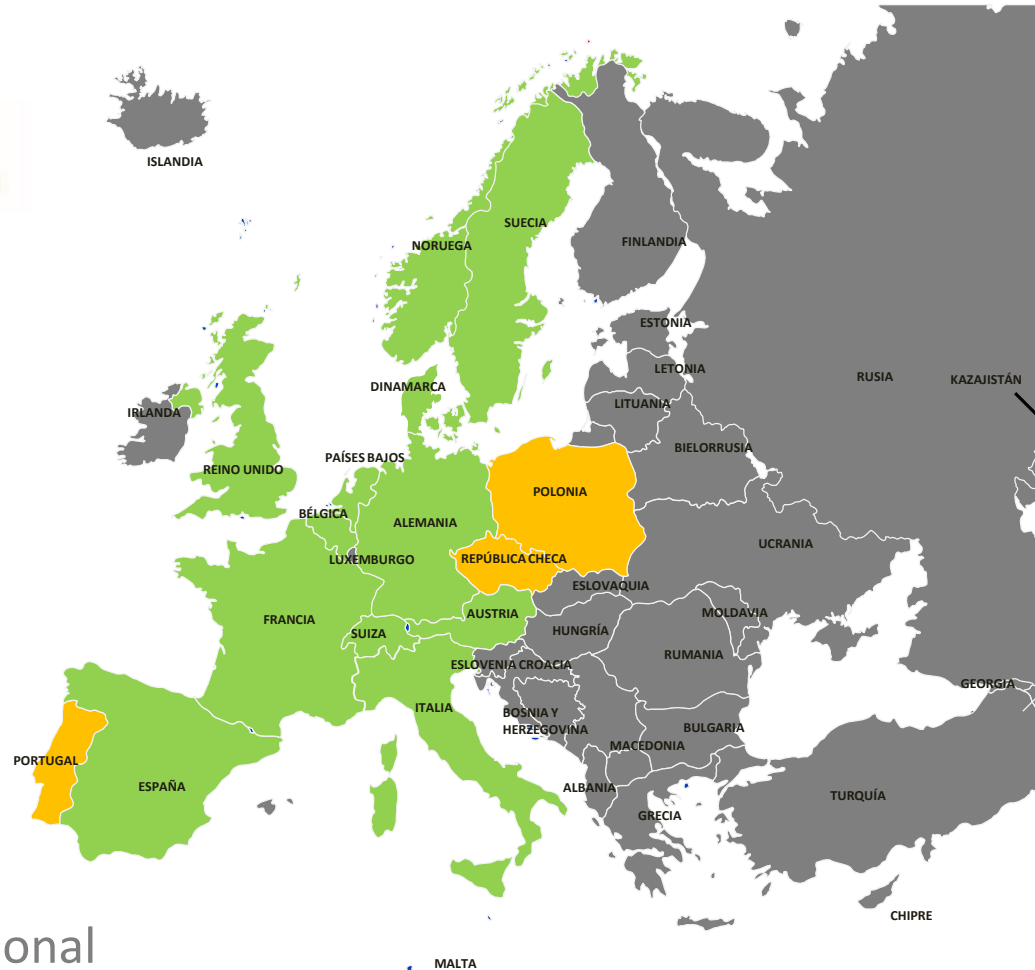 ISLANDIA
SUECIA
NORUEGA
FINLANDIA
ESTONIA
LETONIA
RUSIA
KAZAJISTÁN
DINAMARCA
LITUANIA
IRLANDA
BIELORRUSIA
PAÍSES BAJOS
REINO UNIDO
POLONIA
BÉLGICA
ALEMANIA
UCRANIA
LUXEMBURGO
REPÚBLICA CHECA
ESLOVAQUIA
AUSTRIA
MOLDAVIA
FRANCIA
SUIZA
HUNGRÍA
RUMANIA
ESLOVENIA
CROACIA
GEORGIA
ITALIA
BOSNIA Y
HERZEGOVINA
BULGARIA
MACEDONIA
PORTUGAL
ESPAÑA
ALBANIA
TURQUÍA
GRECIA
CHIPRE
onal
MALTA